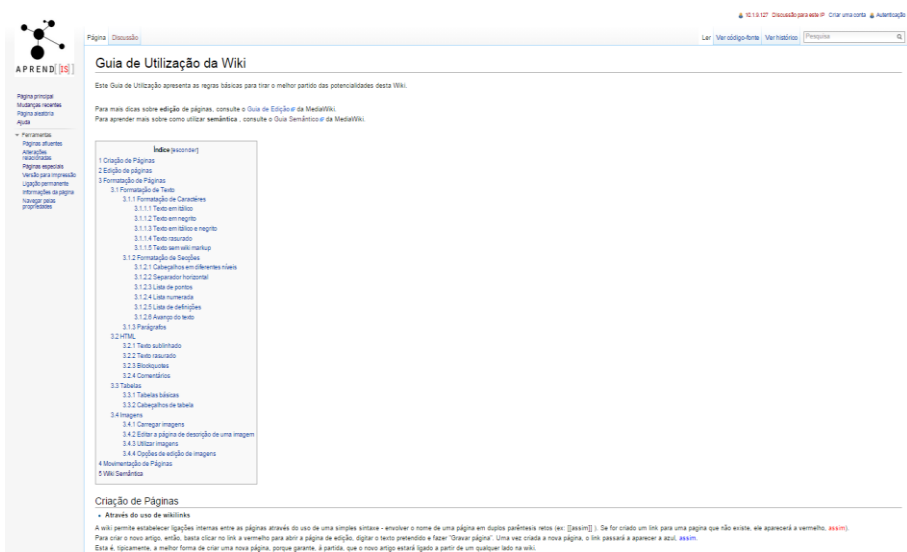 10.1.9.127 Discussão para este IP Criar uma conta Autenticação
Página Discussão Ler Ver código-fonte Ver histórico Pesquisa
APREND[[IS]]
Página principal
Mudanças recentes
Página aleatória
Ajuda
Ferramentas
Páginas afluentes
Alterações
relacionadas
Páginas especiais
Versão para impressão
Ligação permanente
Informações da página
Navegar pelas
propriedades
Guia de Utilização da Wiki
Este Guia de Utilização apresenta as regras básicas para tirar o melhor partido das potencialidades desta Wiki.
Para mais dicas sobre edição de páginas, consulte o Guia de Edição da MediaWiki.
Para aprender mais sobre como utilizar semântica , consulte o Guia Semântico da MediaWiki.
Índice [esconder]
1 Criação de Páginas
2 Edição de páginas
3 Formatação de Páginas
3.1 Formatação de Texto
3.1.1 Formatação de Caractéres
3.1.1.1 Texto em itálico
3.1.1.2 Texto em negrito
3.1.1.3 Texto em itálico e negrito
3.1.1.4 Texto rasurado
3.1.1.5 Texto sem wiki markup
3.1.2 Formatação de Secções
3.1.2.1 Cabeçalhos em diferentes níveis
3.1.2.2 Separador horizontal
3.1.2.3 Lista de pontos
3.1.2.4 Lista numerada
3.1.2.5 Lista de definições
3.1.2.6 Avanço do texto
3.1.3 Parágrafos
3.2 HTML
3.2.1 Texto sublinhado
3.2.2 Texto rasurado
3.2.3 Blockquotes
3.2.4 Comentários
3.3 Tabelas
3.3.1 Tabelas básicas
3.3.2 Cabeçalhos de tabela
3.4 Imagens
3.4.1 Carregar imagens
3.4.2 Editar a página de descrição de uma imagem
3.4.3 Utilizar imagens
3.4.4 Opções de edição de imagens
4 Movimentação de Páginas
5 Wiki Semântica
Criação de Páginas
Através do uso de wikilinks
A wiki permite estabelecer ligações internas entre as páginas através do uso de uma simples sintaxe - envolver o nome de uma página em duplos parêntesis retos (ex: [[assim]] ). Se for criado um link para uma pagina que não existe, ele aparecerá a vermelho, assim).
Para criar o novo artigo, então, basta clicar no link a vermelho para abrir a página de edição, digitar o texto pretendido e fazer "Gravar página". Uma vez criada a nova página, o link passará a aparecer a azul, assim.
Esta é, tipicamente, a melhor forma de criar uma nova página, porque garante, à partida, que o novo artigo estará ligado a partir de um qualquer lado na wiki.